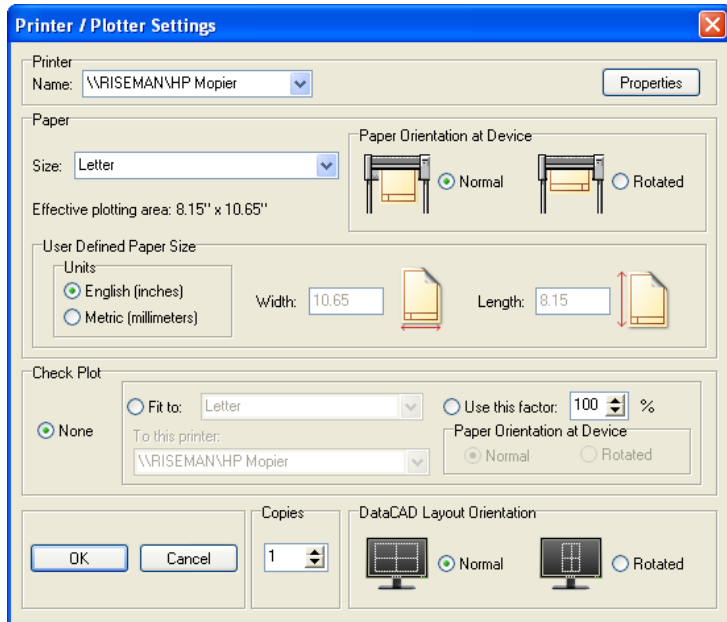 Printer / Plotter Settings
Printer
Name: \\RISEMAN\HP Mopier
Properties
Paper
Size: Letter
Effective plotting area: 8.15" x 10.65"
Paper Orientation at Device
Normal
Rotated
User Defined Paper Size
Units
English (inches)
Metric (millimeters)
Width: 10.65
Length: 8.15
Check Plot
None
Fit to: Letter
To this printer:
\\RISEMAN\HP Mopier
Use this factor: 100 %
Paper Orientation at Device
Normal
Rotated
OK
Cancel
Copies
1
DataCAD Layout Orientation
Normal
Rotated